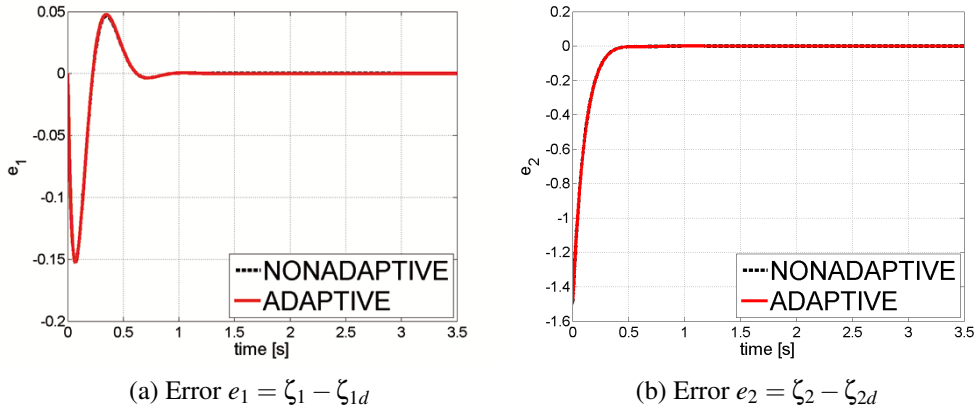 0.05
0
-0.05
-0.1
-0.15
-0.2
e1
0 0.5 1 1.5 2 2.5 3 3.5
time [s]
NONADAPTIVE
ADAPTIVE
(a) Error e1 = ζ1 − ζ1d
0.2
0
-0.2
-0.4
-0.6
-0.8
-1
-1.2
-1.4
-1.6
e2
0 0.5 1 1.5 2 2.5 3 3.5
time [s]
NONADAPTIVE
ADAPTIVE
(b) Error e2 = ζ2 − ζ2d